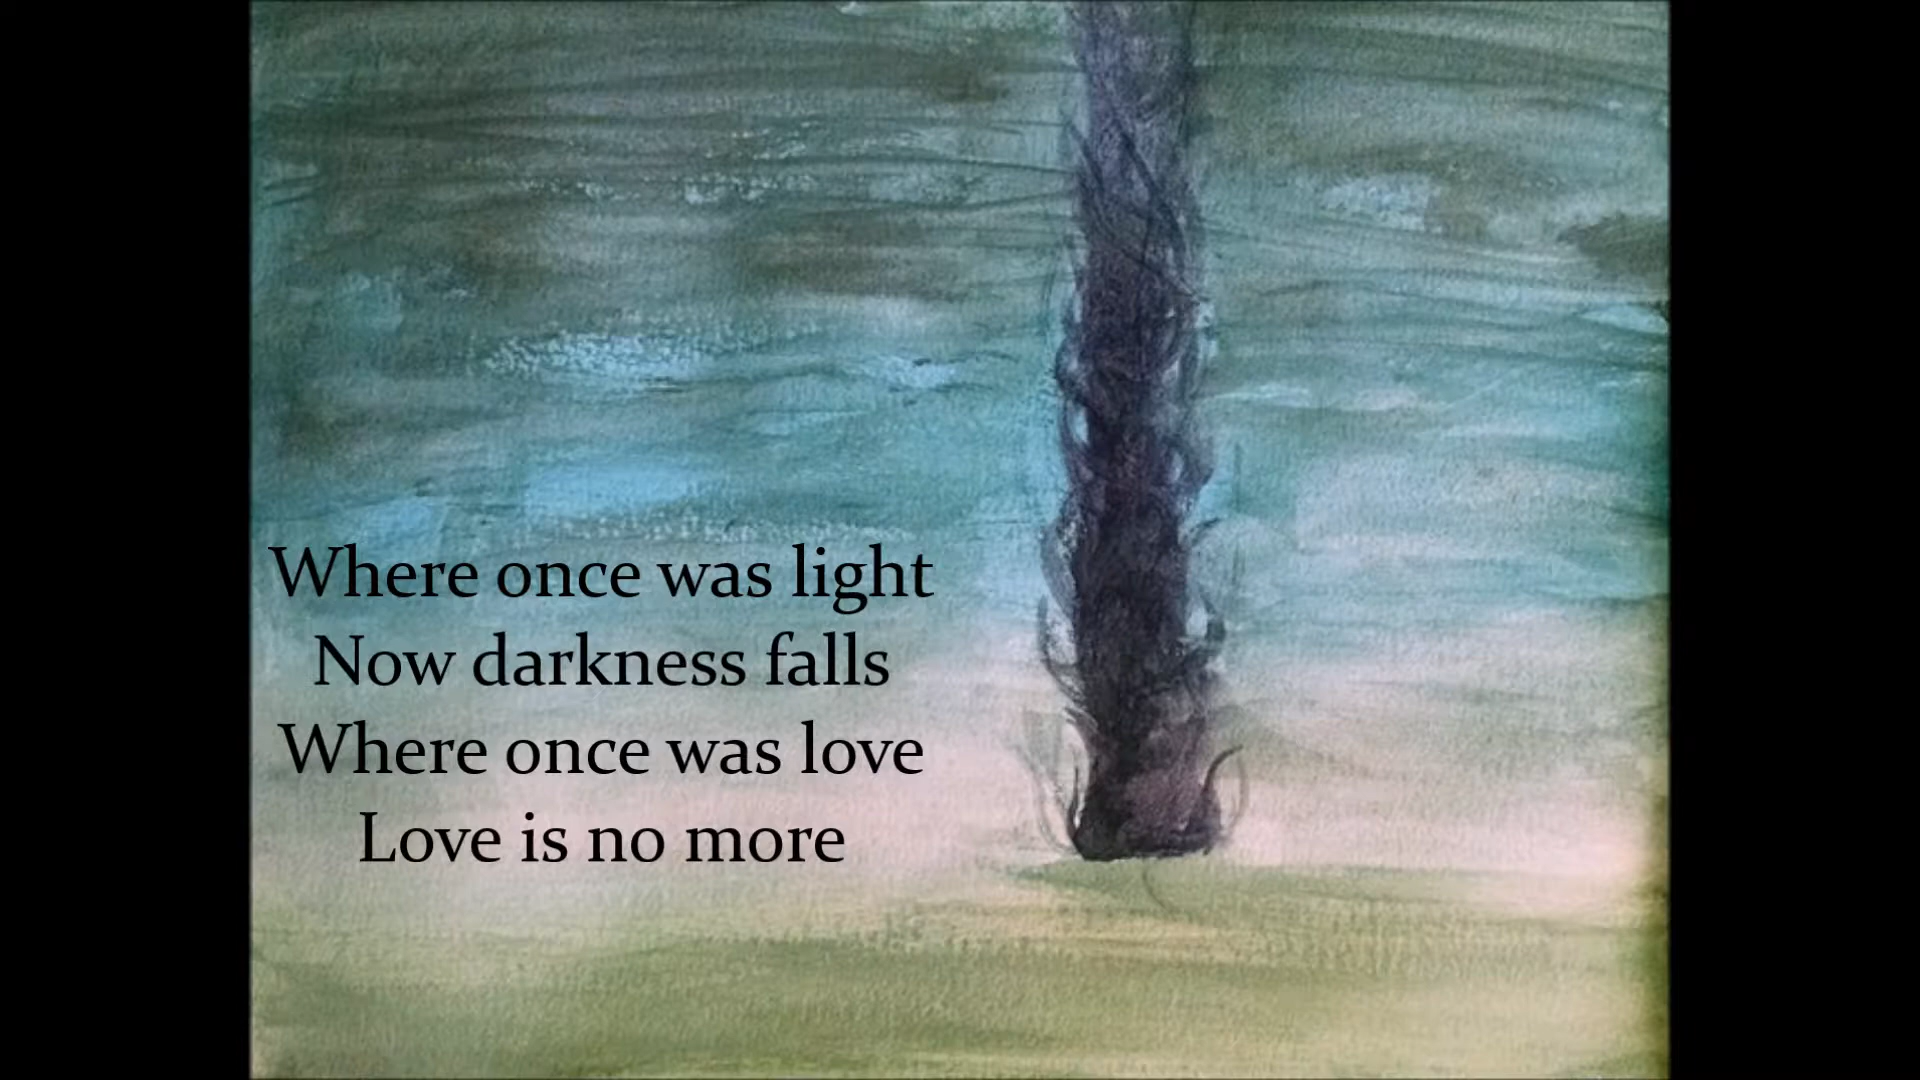 Where once was light
Now darkness falls
Where once was love
Love is no more